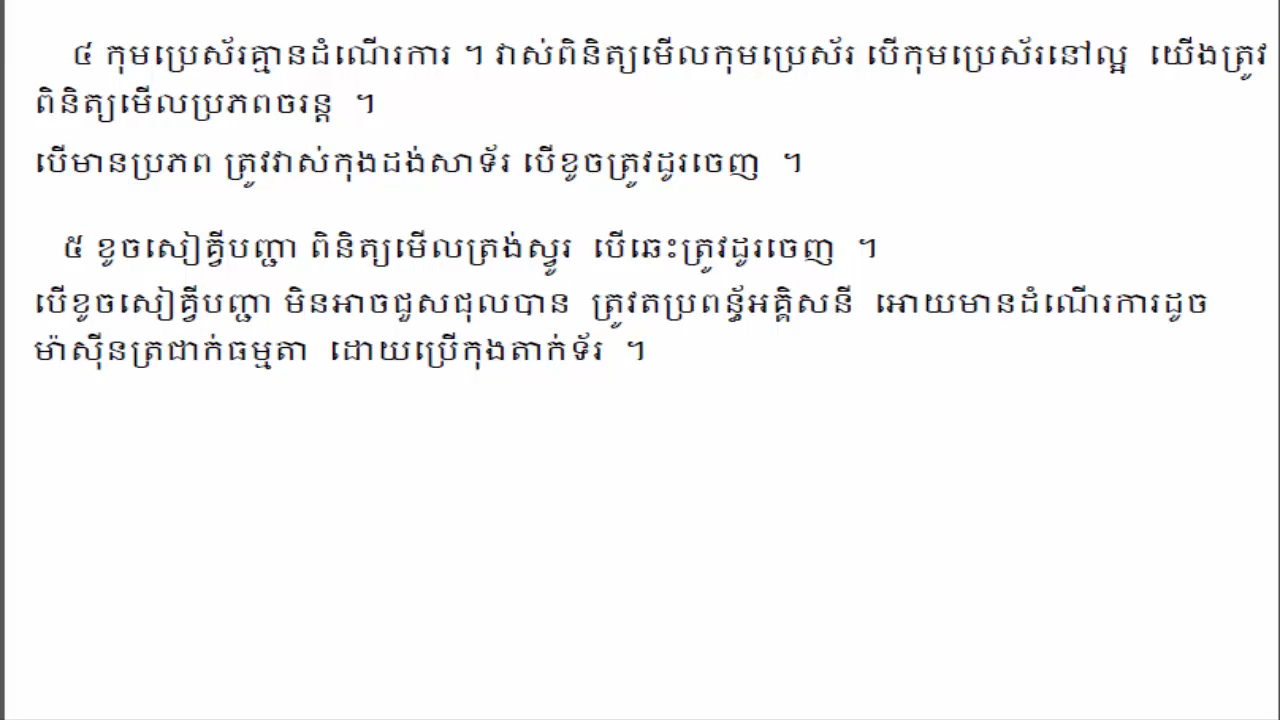 ៤ កុមប្រេស័រគ្មានដំណើរការ ។ វាស់ពិនិត្យមើលកុមប្រេស័រ បើកុមប្រេស័រនៅល្អ យើងត្រូវ
ពិនិត្យមើលប្រភពចរន្ត ។
បើមានប្រភព ត្រូវវាស់កុងដង់សាទ័រ បើខូចត្រូវដូរចេញ ។
៥ ខូចសៀគ្វីបញ្ជា ពិនិត្យមើលត្រង់ស្វូរ បើឆេះត្រូវដូរចេញ ។
បើខូចសៀគ្វីបញ្ជា មិនអាចជួសជុលបាន ត្រូវតប្រពន្ធ័អគ្គិសនី អោយមានដំណើរការដូច
ម៉ាស៊ីនត្រជាក់ធម្មតា ដោយប្រើកុងតាក់ទ័រ ។